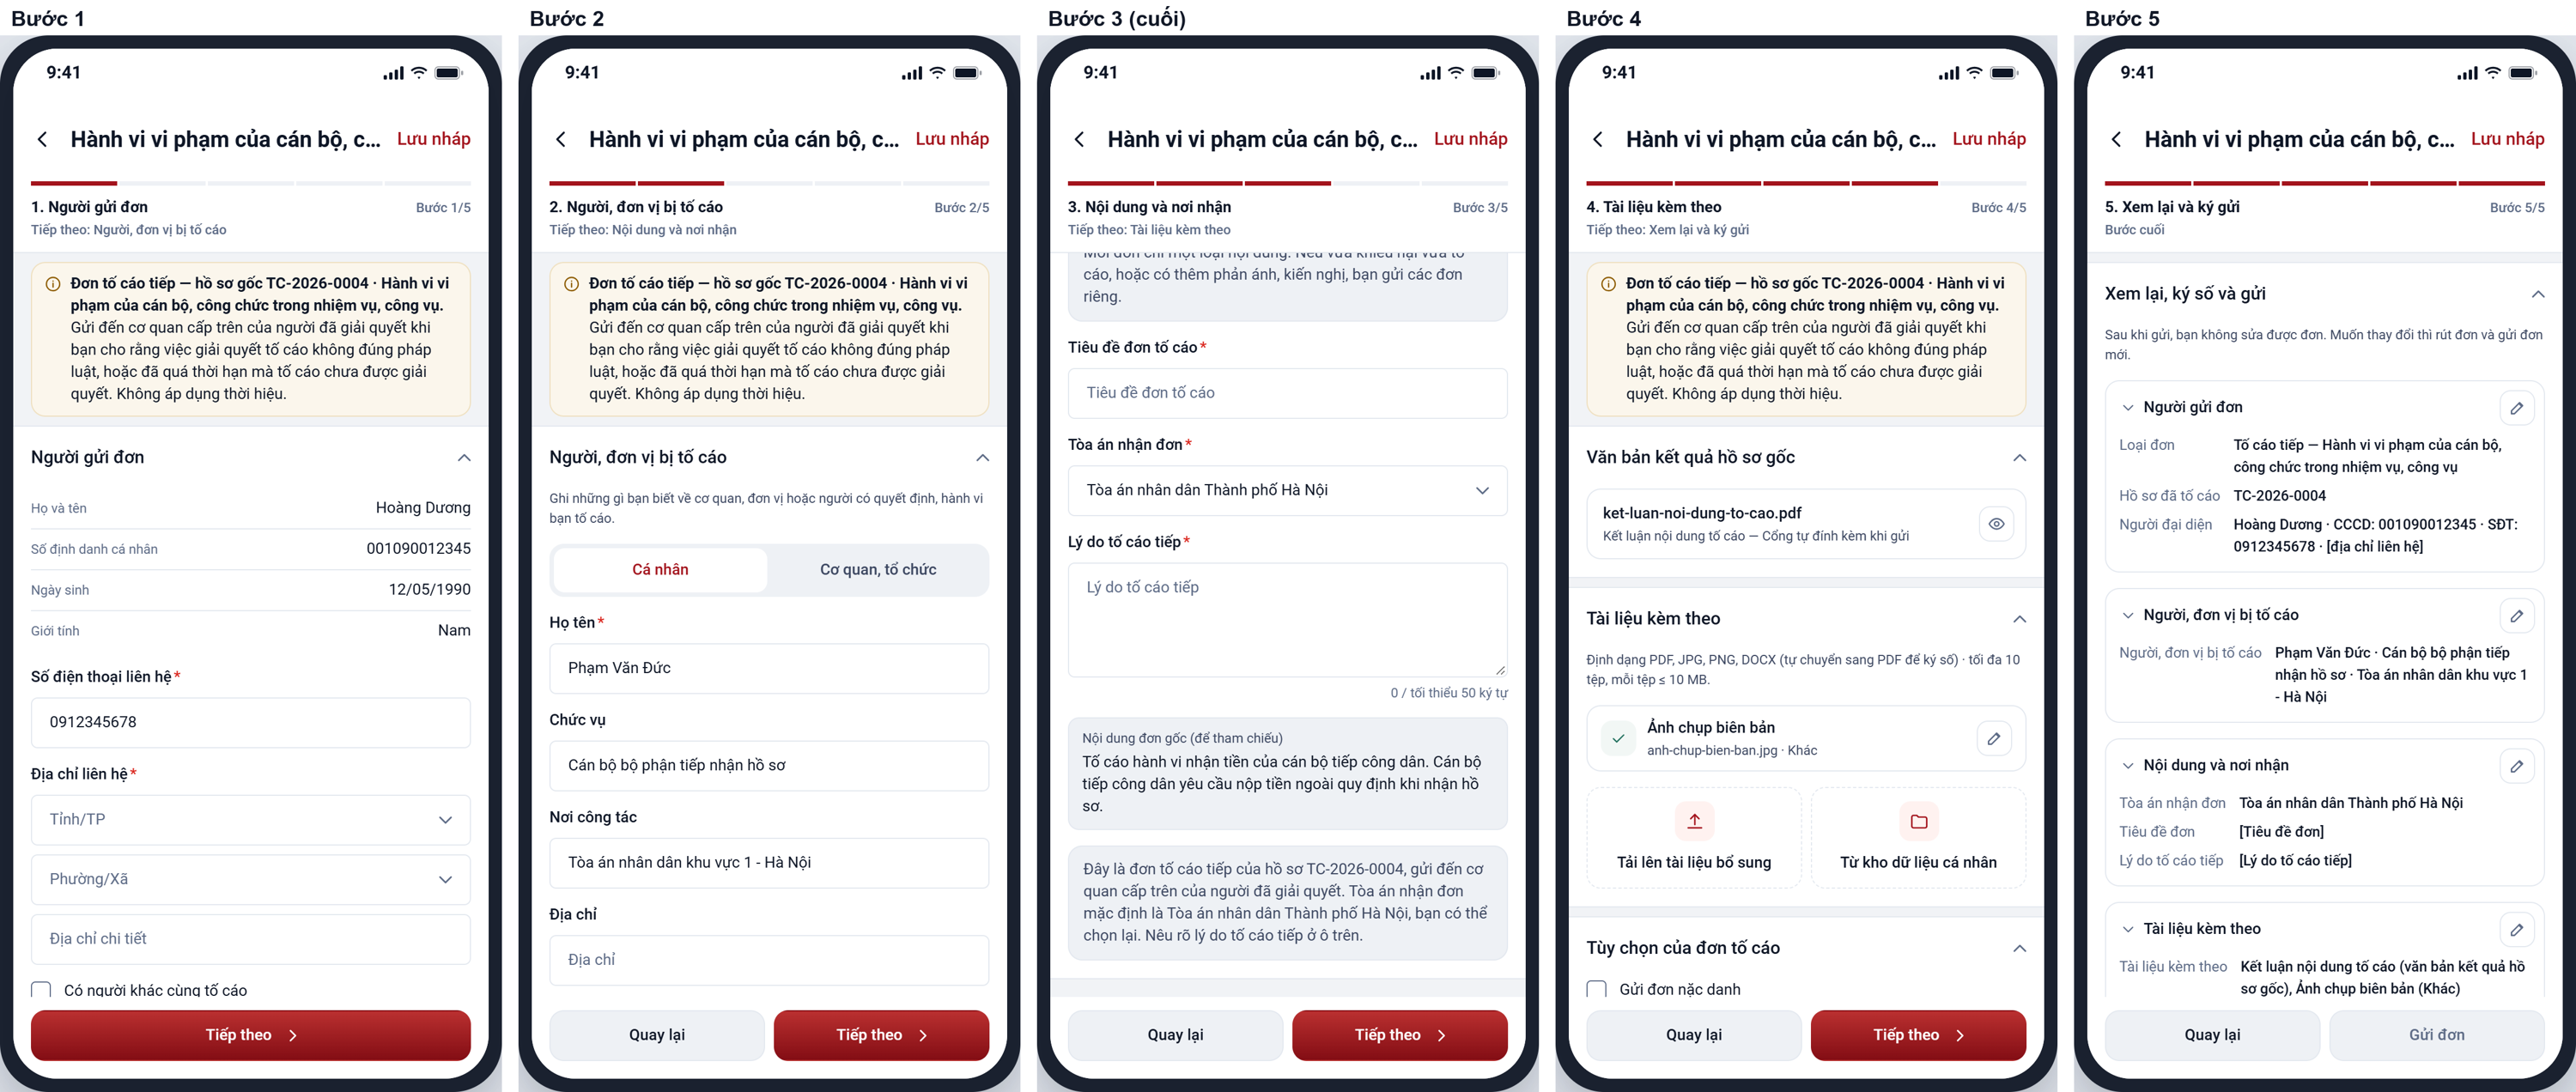 Bước 1
9:41
Hành vi vi phạm của cán bộ, c...
Lưu nháp
1. Người gửi đơn
Bước 1/5
Tiếp theo: Người, đơn vị bị tố cáo
Đơn tố cáo tiếp — hồ sơ gốc TC-2026-0004 · Hành vi vi
phạm của cán bộ, công chức trong nhiệm vụ, công vụ.
Gửi đến cơ quan cấp trên của người đã giải quyết khi
bạn cho rằng việc giải quyết tố cáo không đúng pháp
luật, hoặc đã quá thời hạn mà tố cáo chưa được giải
quyết. Không áp dụng thời hiệu.
Người gửi đơn
Họ và tên
Hoàng Dương
Số định danh cá nhân
001090012345
Ngày sinh
12/05/1990
Giới tính
Nam
Số điện thoại liên hệ*
0912345678
Địa chỉ liên hệ*
Tỉnh/TP
Phường/Xã
Địa chỉ chi tiết
Có người khác cùng tố cáo
Tiếp theo
Bước 2
9:41
Hành vi vi phạm của cán bộ, c...
Lưu nháp
2. Người, đơn vị bị tố cáo
Bước 2/5
Tiếp theo: Nội dung và nơi nhận
Đơn tố cáo tiếp — hồ sơ gốc TC-2026-0004 · Hành vi vi
phạm của cán bộ, công chức trong nhiệm vụ, công vụ.
Gửi đến cơ quan cấp trên của người đã giải quyết khi
bạn cho rằng việc giải quyết tố cáo không đúng pháp
luật, hoặc đã quá thời hạn mà tố cáo chưa được giải
quyết. Không áp dụng thời hiệu.
Người, đơn vị bị tố cáo
Ghi những gì bạn biết về cơ quan, đơn vị hoặc người có quyết định, hành vi
bạn tố cáo.
Cá nhân
Cơ quan, tổ chức
Họ tên*
Phạm Văn Đức
Chức vụ
Cán bộ bộ phận tiếp nhận hồ sơ
Nơi công tác
Tòa án nhân dân khu vực 1 - Hà Nội
Địa chỉ
Địa chỉ
Quay lại
Tiếp theo
Bước 3 (cuối)
9:41
Hành vi vi phạm của cán bộ, c...
Lưu nháp
3. Nội dung và nơi nhận
Bước 3/5
Tiếp theo: Tài liệu kèm theo
Mỗi đơn chỉ một loại nội dung. Nếu vừa khiếu nại vừa tố
cáo, hoặc có thêm phản ánh, kiến nghị, bạn gửi các đơn
riêng.
Tiêu đề đơn tố cáo*
Tiêu đề đơn tố cáo
Tòa án nhận đơn*
Tòa án nhân dân Thành phố Hà Nội
Lý do tố cáo tiếp*
Lý do tố cáo tiếp
0 / tối thiểu 50 ký tự
Nội dung đơn gốc (để tham chiếu)
Tố cáo hành vi nhận tiền của cán bộ tiếp công dân. Cán bộ
tiếp công dân yêu cầu nộp tiền ngoài quy định khi nhận hồ
sơ.
Đây là đơn tố cáo tiếp của hồ sơ TC-2026-0004, gửi đến cơ
quan cấp trên của người đã giải quyết. Tòa án nhận đơn
mặc định là Tòa án nhân dân Thành phố Hà Nội, bạn có thể
chọn lại. Nêu rõ lý do tố cáo tiếp ở ô trên.
Quay lại
Tiếp theo
Bước 4
9:41
Hành vi vi phạm của cán bộ, c...
Lưu nháp
4. Tài liệu kèm theo
Bước 4/5
Tiếp theo: Xem lại và ký gửi
Đơn tố cáo tiếp — hồ sơ gốc TC-2026-0004 · Hành vi vi
phạm của cán bộ, công chức trong nhiệm vụ, công vụ.
Gửi đến cơ quan cấp trên của người đã giải quyết khi
bạn cho rằng việc giải quyết tố cáo không đúng pháp
luật, hoặc đã quá thời hạn mà tố cáo chưa được giải
quyết. Không áp dụng thời hiệu.
Văn bản kết quả hồ sơ gốc
ket-luan-noi-dung-to-cao.pdf
Kết luận nội dung tố cáo — Cổng tự đính kèm khi gửi
Tài liệu kèm theo
Định dạng PDF, JPG, PNG, DOCX (tự chuyển sang PDF để ký số) · tối đa 10
tệp, mỗi tệp ≤ 10 MB.
Ảnh chụp biên bản
anh-chup-bien-ban.jpg · Khác
Tải lên tài liệu bổ sung
Từ kho dữ liệu cá nhân
Tùy chọn của đơn tố cáo
Gửi đơn nặc danh
Quay lại
Tiếp theo
Bước 5
9:41
Hành vi vi phạm của cán bộ, c...
Lưu nháp
5. Xem lại và ký gửi
Bước 5/5
Bước cuối
Xem lại, ký số và gửi
Sau khi gửi, bạn không sửa được đơn. Muốn thay đổi thì rút đơn và gửi đơn
mới.
Người gửi đơn
Loại đơn
Tố cáo tiếp — Hành vi vi phạm của cán bộ,
công chức trong nhiệm vụ, công vụ
Hồ sơ đã tố cáo
TC-2026-0004
Người đại diện
Hoàng Dương · CCCD: 001090012345 · SĐT:
0912345678 · [địa chỉ liên hệ]
Người, đơn vị bị tố cáo
Người, đơn vị bị tố cáo
Phạm Văn Đức · Cán bộ bộ phận tiếp
nhận hồ sơ · Tòa án nhân dân khu vực 1
- Hà Nội
Nội dung và nơi nhận
Tòa án nhận đơn
Tòa án nhân dân Thành phố Hà Nội
Tiêu đề đơn
[Tiêu đề đơn]
Lý do tố cáo tiếp
[Lý do tố cáo tiếp]
Tài liệu kèm theo
Tài liệu kèm theo
Kết luận nội dung tố cáo (văn bản kết quả hồ
sơ gốc), Ảnh chụp biên bản (Khác)
Quay lại
Gửi đơn